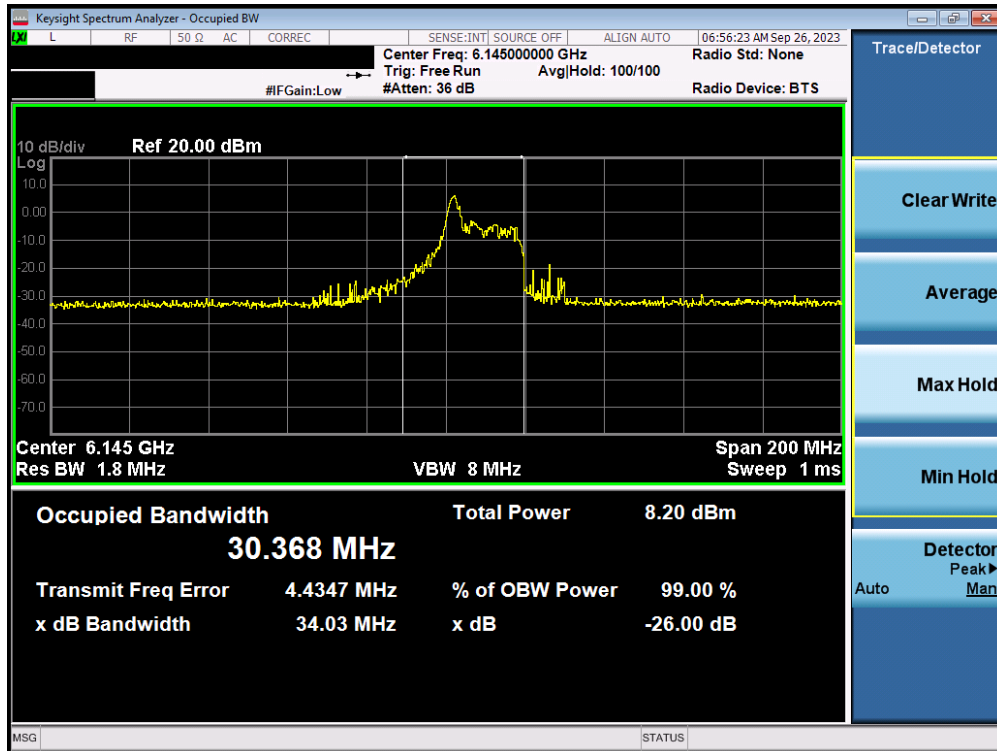 Keysight Spectrum Analyzer - Occupied BW
LXI L RF 50 Ω AC CORREC SENSE:INT SOURCE OFF ALIGN AUTO 06:56:23 AM Sep 26, 2023
Center Freq: 6.145000000 GHz Radio Std: None
Trig: Free Run Avg|Hold: 100/100
#IFGain:Low #Atten: 36 dB Radio Device: BTS
10 dB/div Ref 20.00 dBm
Log
10.0
0.00
-10.0
-20.0
-30.0
-40.0
-50.0
-60.0
-70.0
Center 6.145 GHz Span 200 MHz
Res BW 1.8 MHz VBW 8 MHz Sweep 1 ms
Occupied Bandwidth Total Power 8.20 dBm
30.368 MHz
Transmit Freq Error 4.4347 MHz % of OBW Power 99.00 %
x dB Bandwidth 34.03 MHz x dB -26.00 dB
MSG STATUS
Trace/Detector
Clear Write
Average
Max Hold
Min Hold
Detector
Peak▶
Auto Man